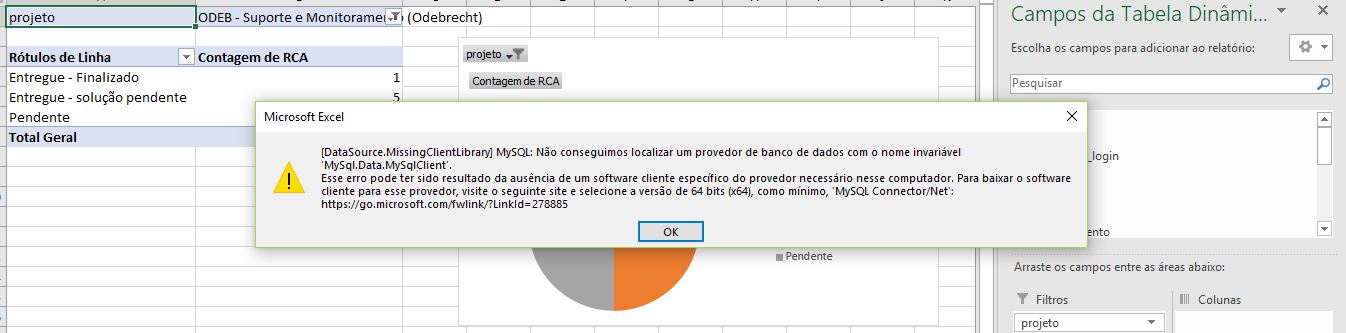 projeto
ODEB - Suporte e Monitoramento (Odebrecht)
Rótulos de Linha
Contagem de RCA
Entregue - Finalizado
1
Entregue - solução pendente
5
Pendente
Total Geral
projeto
Contagem de RCA
Microsoft Excel
[DataSource.MissingClientLibrary] MySQL: Não conseguimos localizar um provedor de banco de dados com o nome invariável
'MySql.Data.MySqlClient'.
Esse erro pode ter sido resultado da ausência de um software cliente específico do provedor necessário nesse computador. Para baixar o software
cliente para esse provedor, visite o seguinte site e selecione a versão de 64 bits (x64), como mínimo, 'MySQL Connector/Net':
https://go.microsoft.com/fwlink/?LinkId=278885
OK
Pendente
Campos da Tabela Dinâmi...
Escolha os campos para adicionar ao relatório:
Pesquisar
_login
ento
Arraste os campos entre as áreas abaixo:
Filtros
Colunas
projeto